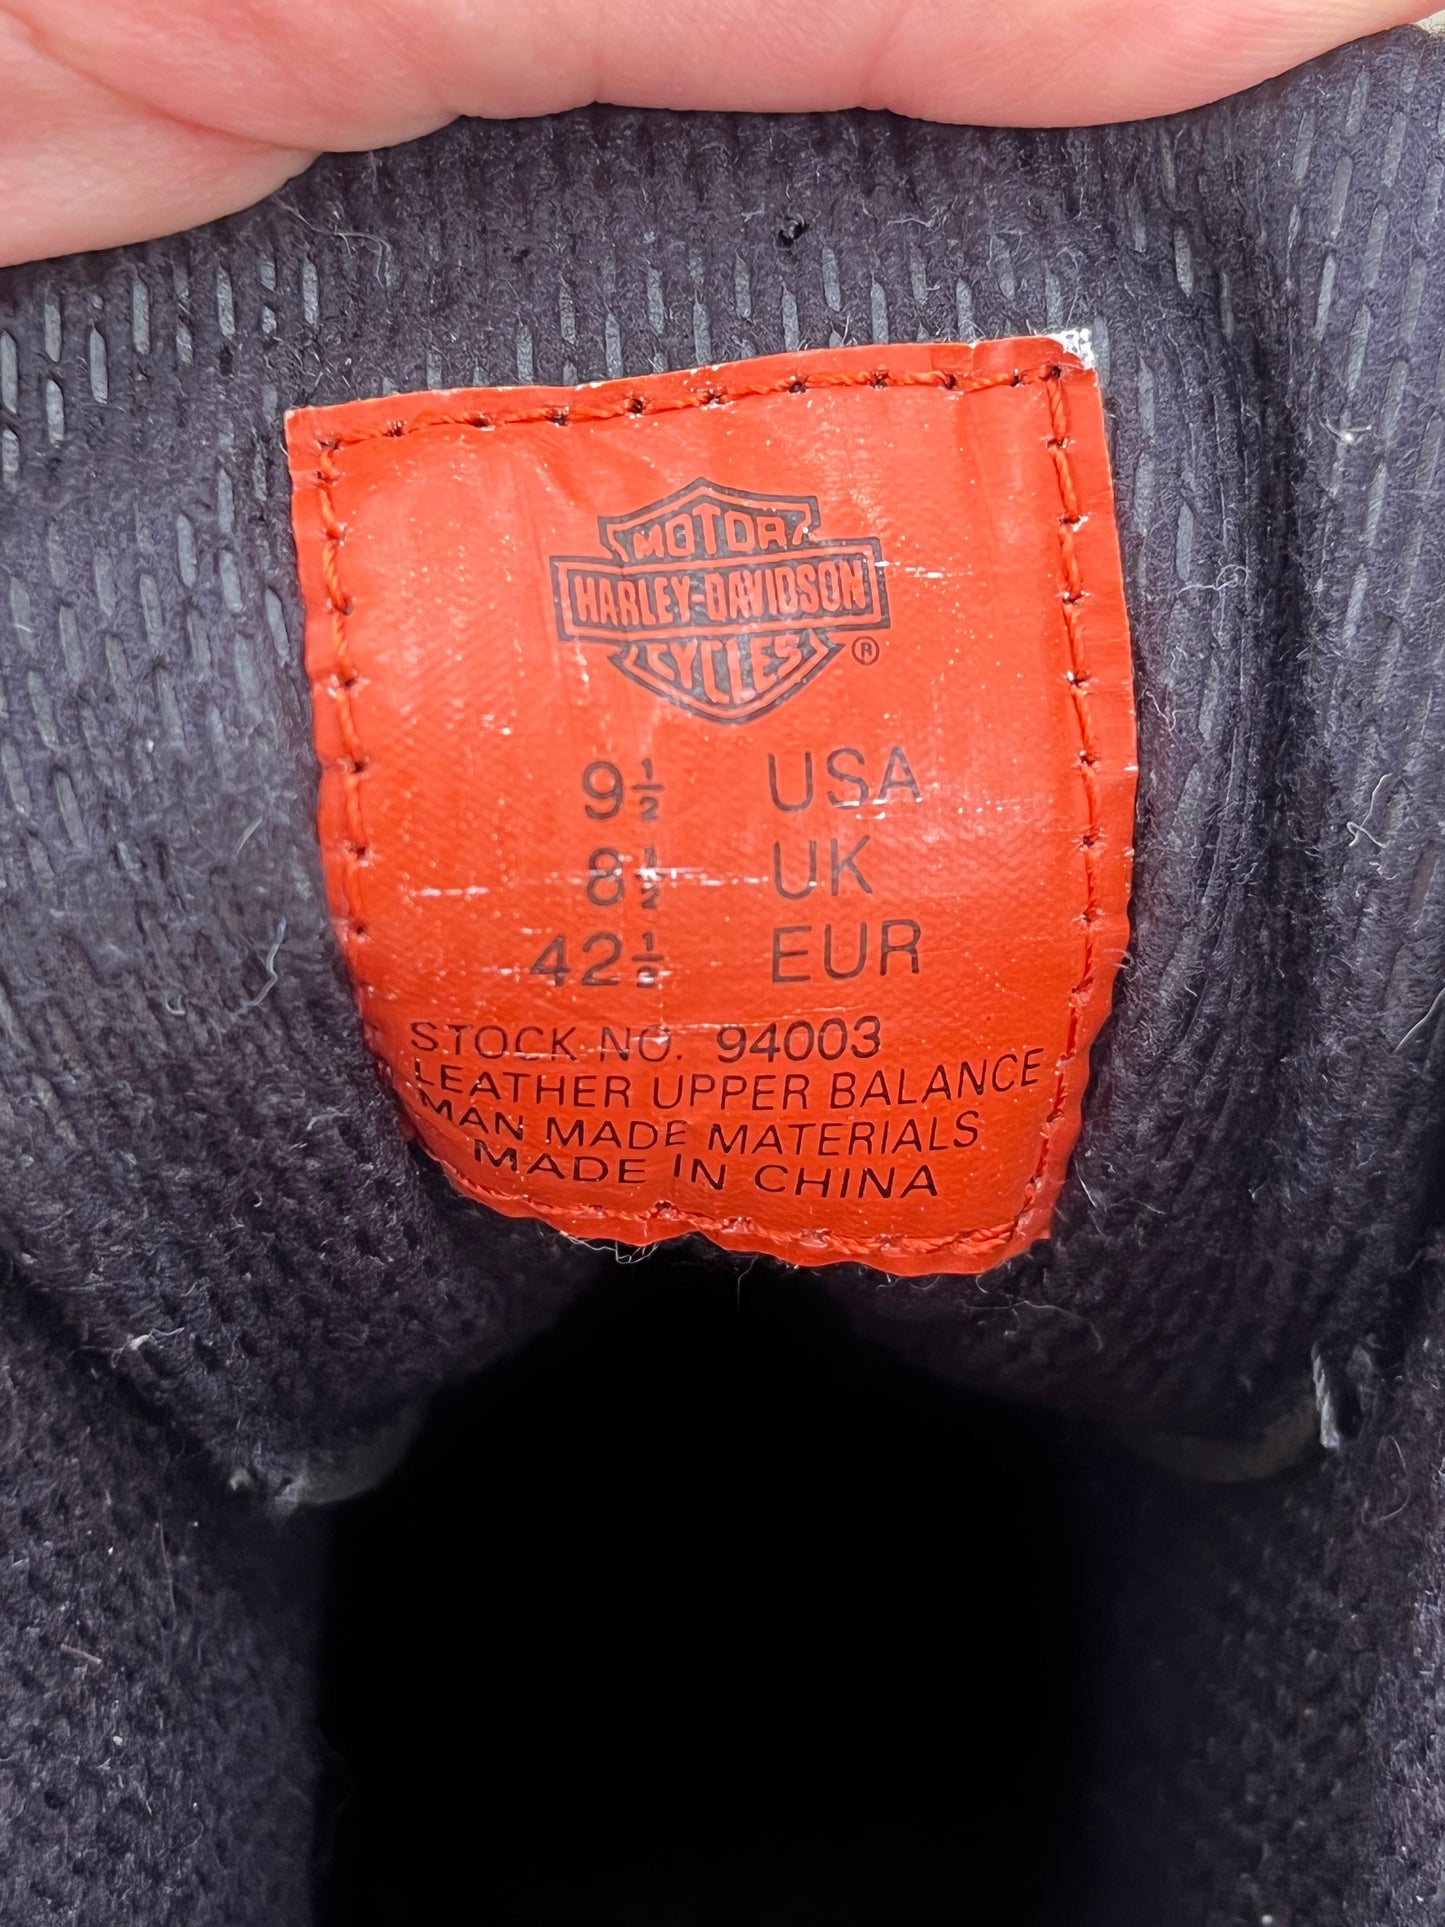 MOTOR
HARLEY-DAVIDSON
CYCLES
®
9½ USA
8½ UK
42½ EUR
STOCK NO. 94003
LEATHER UPPER BALANCE
MAN MADE MATERIALS
MADE IN CHINA